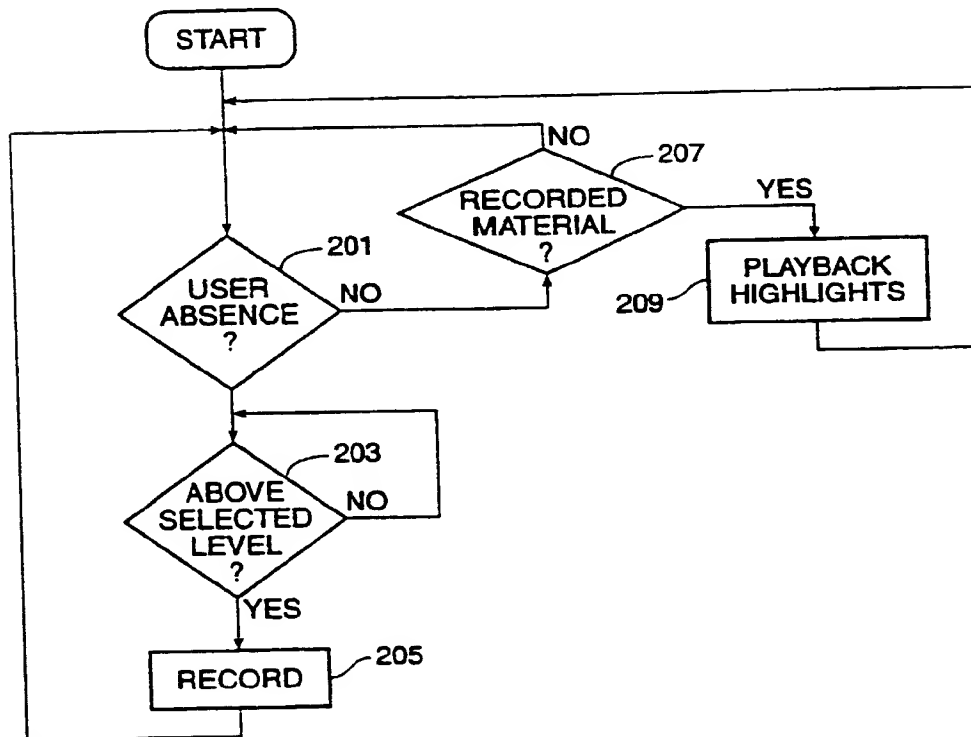 START
NO
207
RECORDED
MATERIAL
?
YES
201
USER
ABSENCE
?
NO
PLAYBACK
HIGHLIGHTS
209
203
ABOVE
SELECTED
LEVEL
?
NO
YES
RECORD
205